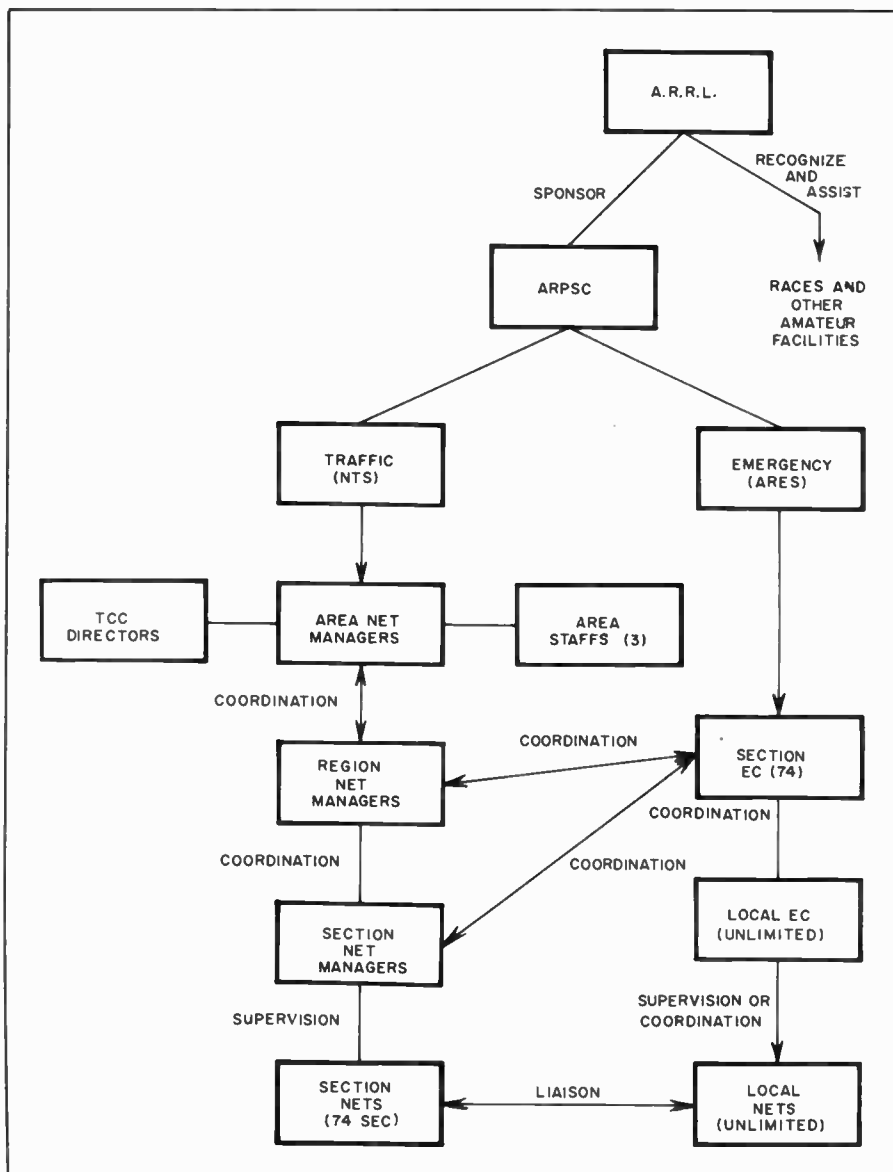 A.R.R.L.
RECOGNIZE
AND
ASSIST
SPONSOR
ARPSC
RACES AND
OTHER
AMATEUR
FACILITIES
TRAFFIC
(NTS)
EMERGENCY
(ARES)
TCC
DIRECTORS
AREA NET
MANAGERS
AREA
STAFFS (3)
COORDINATION
COORDINATION
REGION
NET
MANAGERS
SECTION
EC (74)
COORDINATION
COORDINATION
COORDINATION
SECTION
NET
MANAGERS
LOCAL EC
(UNLIMITED)
SUPERVISION
SUPERVISION OR
COORDINATION
SECTION
NETS
(74 SEC)
LIAISON
LOCAL
NETS
(UNLIMITED)